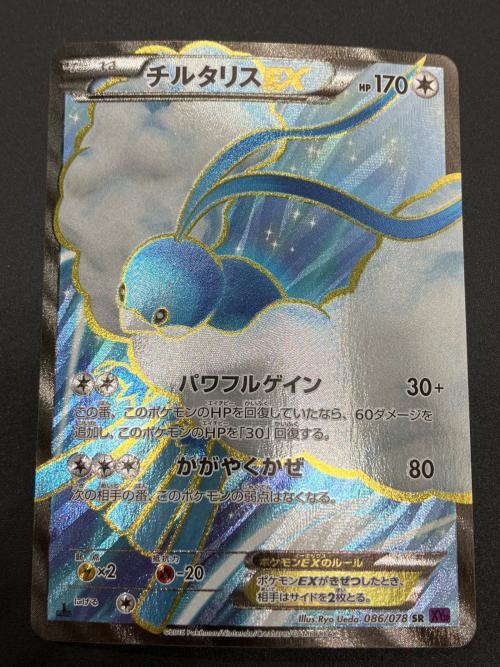 チルタリスEX HP 170
パワフルゲイン 30+
この番、このポケモンのHPを回復していたなら、60ダメージを
追加し、このポケモンのHPを「30」回復する。
かがやくかぜ 80
次の相手の番、このポケモンの弱点はなくなる。
弱点 抵抗力
×2 -20
にげる
ポケモンEXのルール
ポケモンEXがきぜつしたとき、
相手はサイドを2枚とる。
Illus. Ryo Ueda 086/078 SR
©2015 Pokémon/Nintendo/Creatures/GAME FREAK